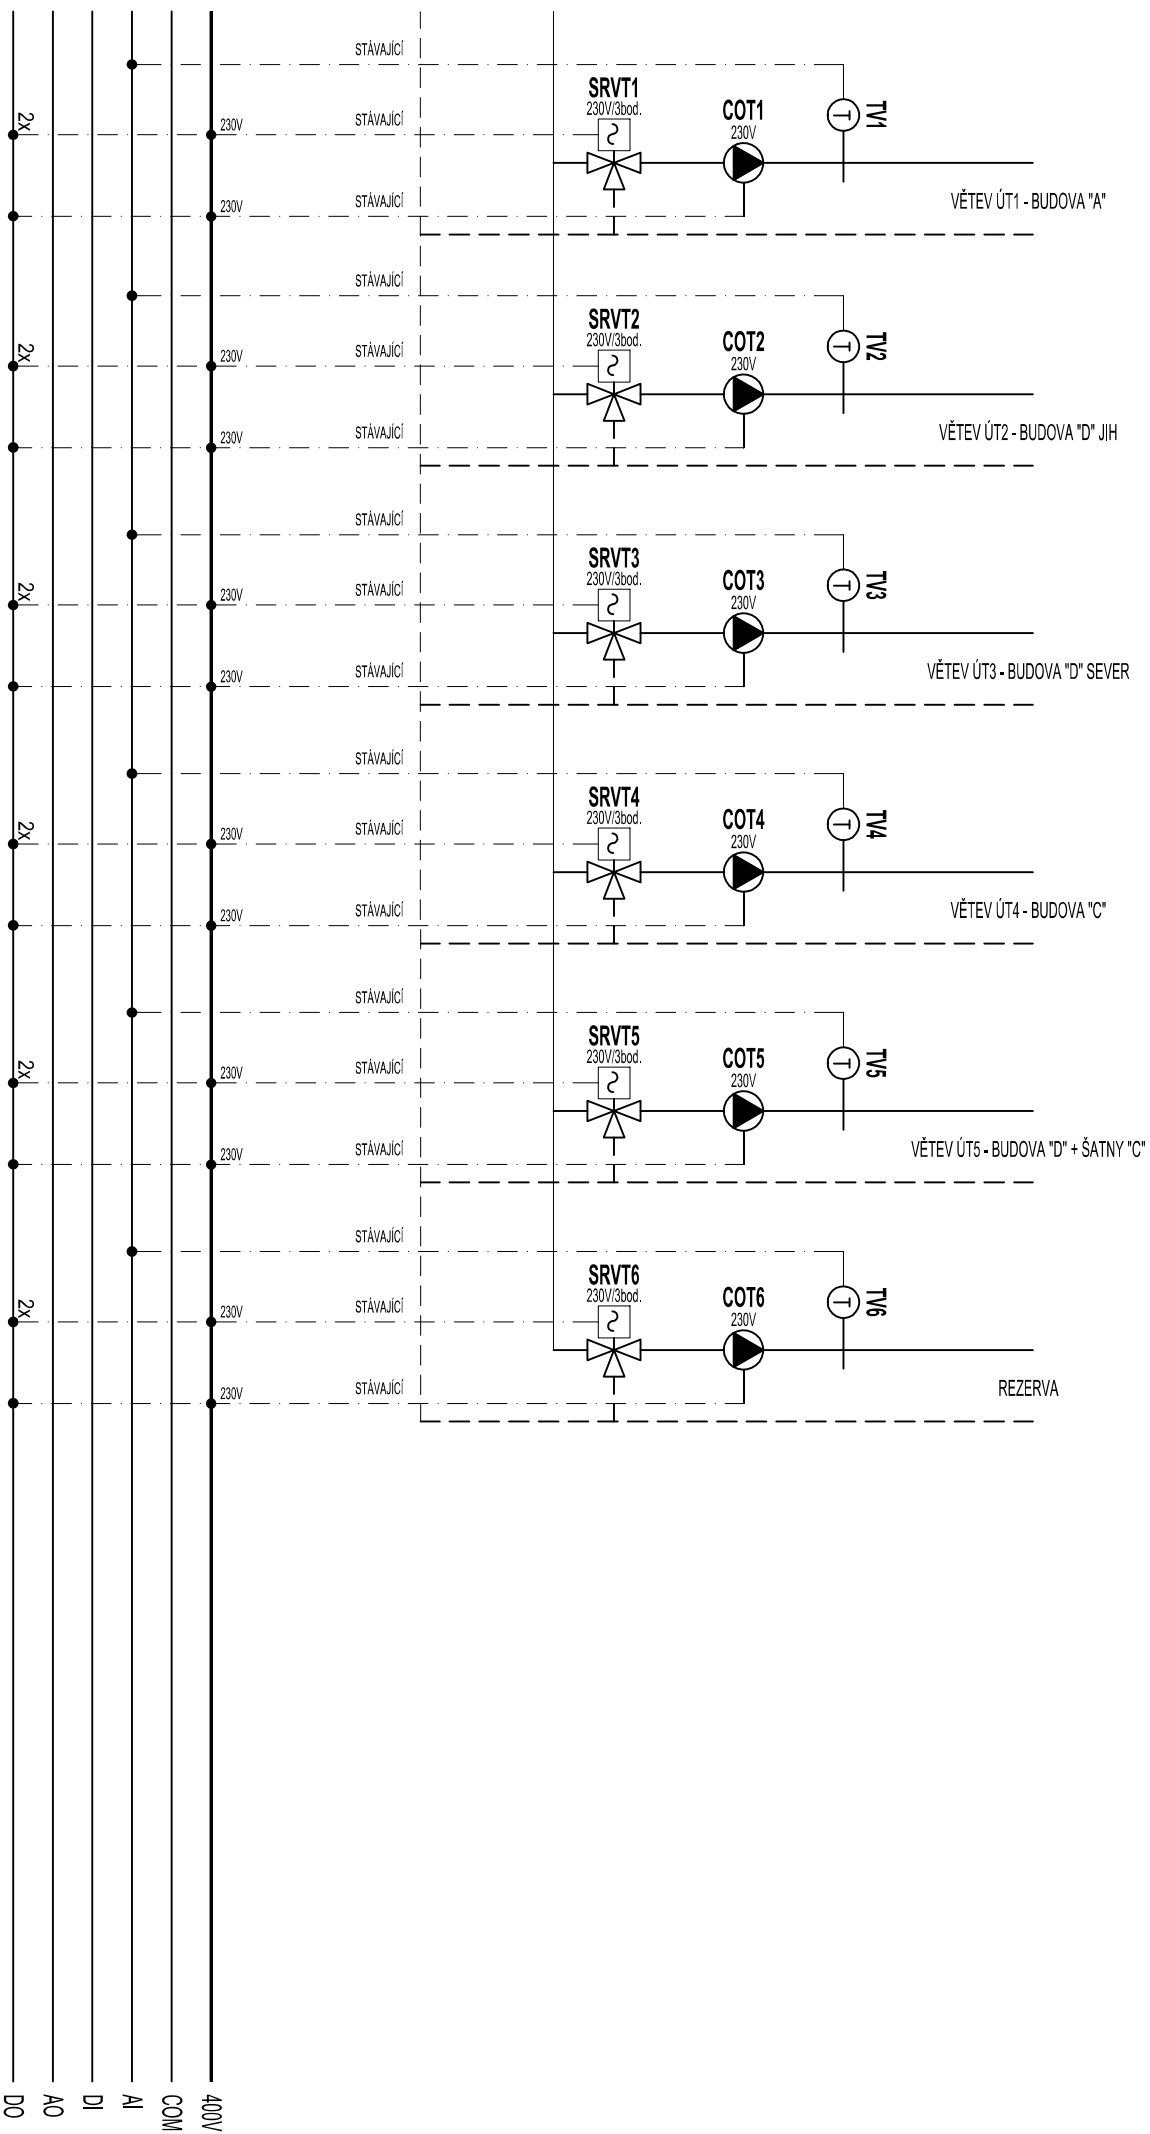 STÁVAJÍCÍ
SRVT1
230V/3bod.
COT1
230V
TV1
T
2x
230V
STÁVAJÍCÍ
230V
STÁVAJÍCÍ
VĚTEV ÚT1 - BUDOVA "A"
STÁVAJÍCÍ
SRVT2
230V/3bod.
COT2
230V
TV2
T
2x
230V
STÁVAJÍCÍ
230V
STÁVAJÍCÍ
VĚTEV ÚT2 - BUDOVA "D" JIH
STÁVAJÍCÍ
SRVT3
230V/3bod.
COT3
230V
TV3
T
2x
230V
STÁVAJÍCÍ
230V
STÁVAJÍCÍ
VĚTEV ÚT3 - BUDOVA "D" SEVER
STÁVAJÍCÍ
SRVT4
230V/3bod.
COT4
230V
TV4
T
2x
230V
STÁVAJÍCÍ
230V
STÁVAJÍCÍ
VĚTEV ÚT4 - BUDOVA "C"
STÁVAJÍCÍ
SRVT5
230V/3bod.
COT5
230V
TV5
T
2x
230V
STÁVAJÍCÍ
230V
STÁVAJÍCÍ
VĚTEV ÚT5 - BUDOVA "D" + ŠATNY "C"
STÁVAJÍCÍ
SRVT6
230V/3bod.
COT6
230V
TV6
T
2x
230V
STÁVAJÍCÍ
230V
STÁVAJÍCÍ
REZERVA
DO
AO
DI
AI
COM
400V